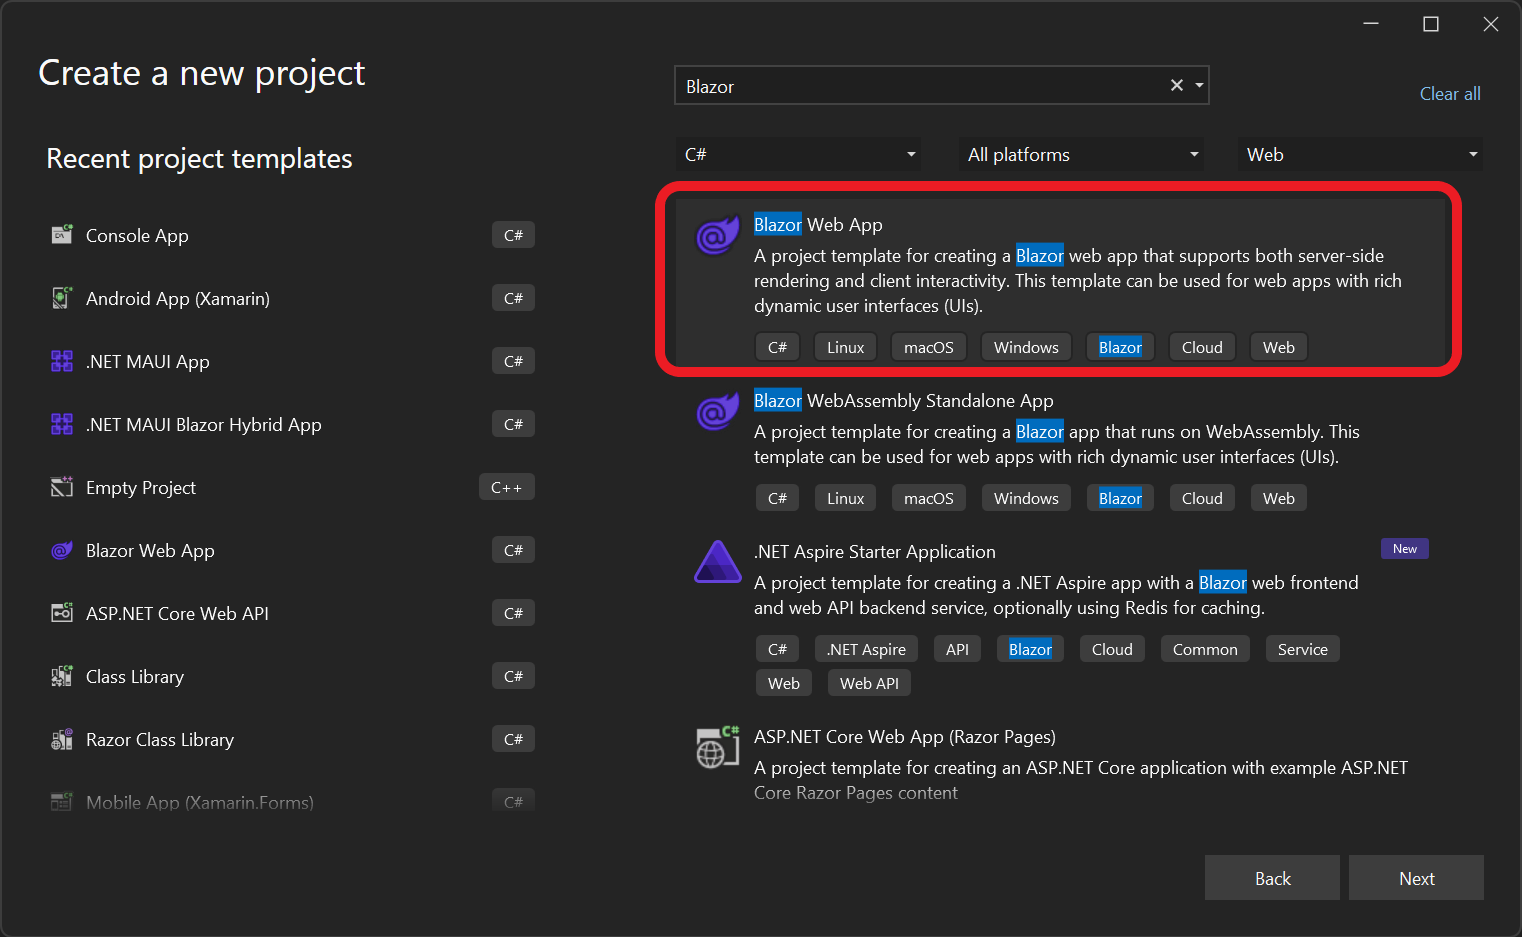 Create a new project
Blazor
Clear all
Recent project templates
C#
All platforms
Web
Console App
C#
Android App (Xamarin)
C#
.NET MAUI App
C#
.NET MAUI Blazor Hybrid App
C#
Empty Project
C++
Blazor Web App
C#
ASP.NET Core Web API
C#
Class Library
C#
Razor Class Library
C#
Mobile App (Xamarin.Forms)
C#
Blazor Web App
A project template for creating a Blazor web app that supports both server-side
rendering and client interactivity. This template can be used for web apps with rich
dynamic user interfaces (UIs).
C# Linux macOS Windows Blazor Cloud Web
Blazor WebAssembly Standalone App
A project template for creating a Blazor app that runs on WebAssembly. This
template can be used for web apps with rich dynamic user interfaces (UIs).
C# Linux macOS Windows Blazor Cloud Web
.NET Aspire Starter Application
New
A project template for creating a .NET Aspire app with a Blazor web frontend
and web API backend service, optionally using Redis for caching.
C# .NET Aspire API Blazor Cloud Common Service
Web Web API
ASP.NET Core Web App (Razor Pages)
A project template for creating an ASP.NET Core application with example ASP.NET
Core Razor Pages content
Back
Next